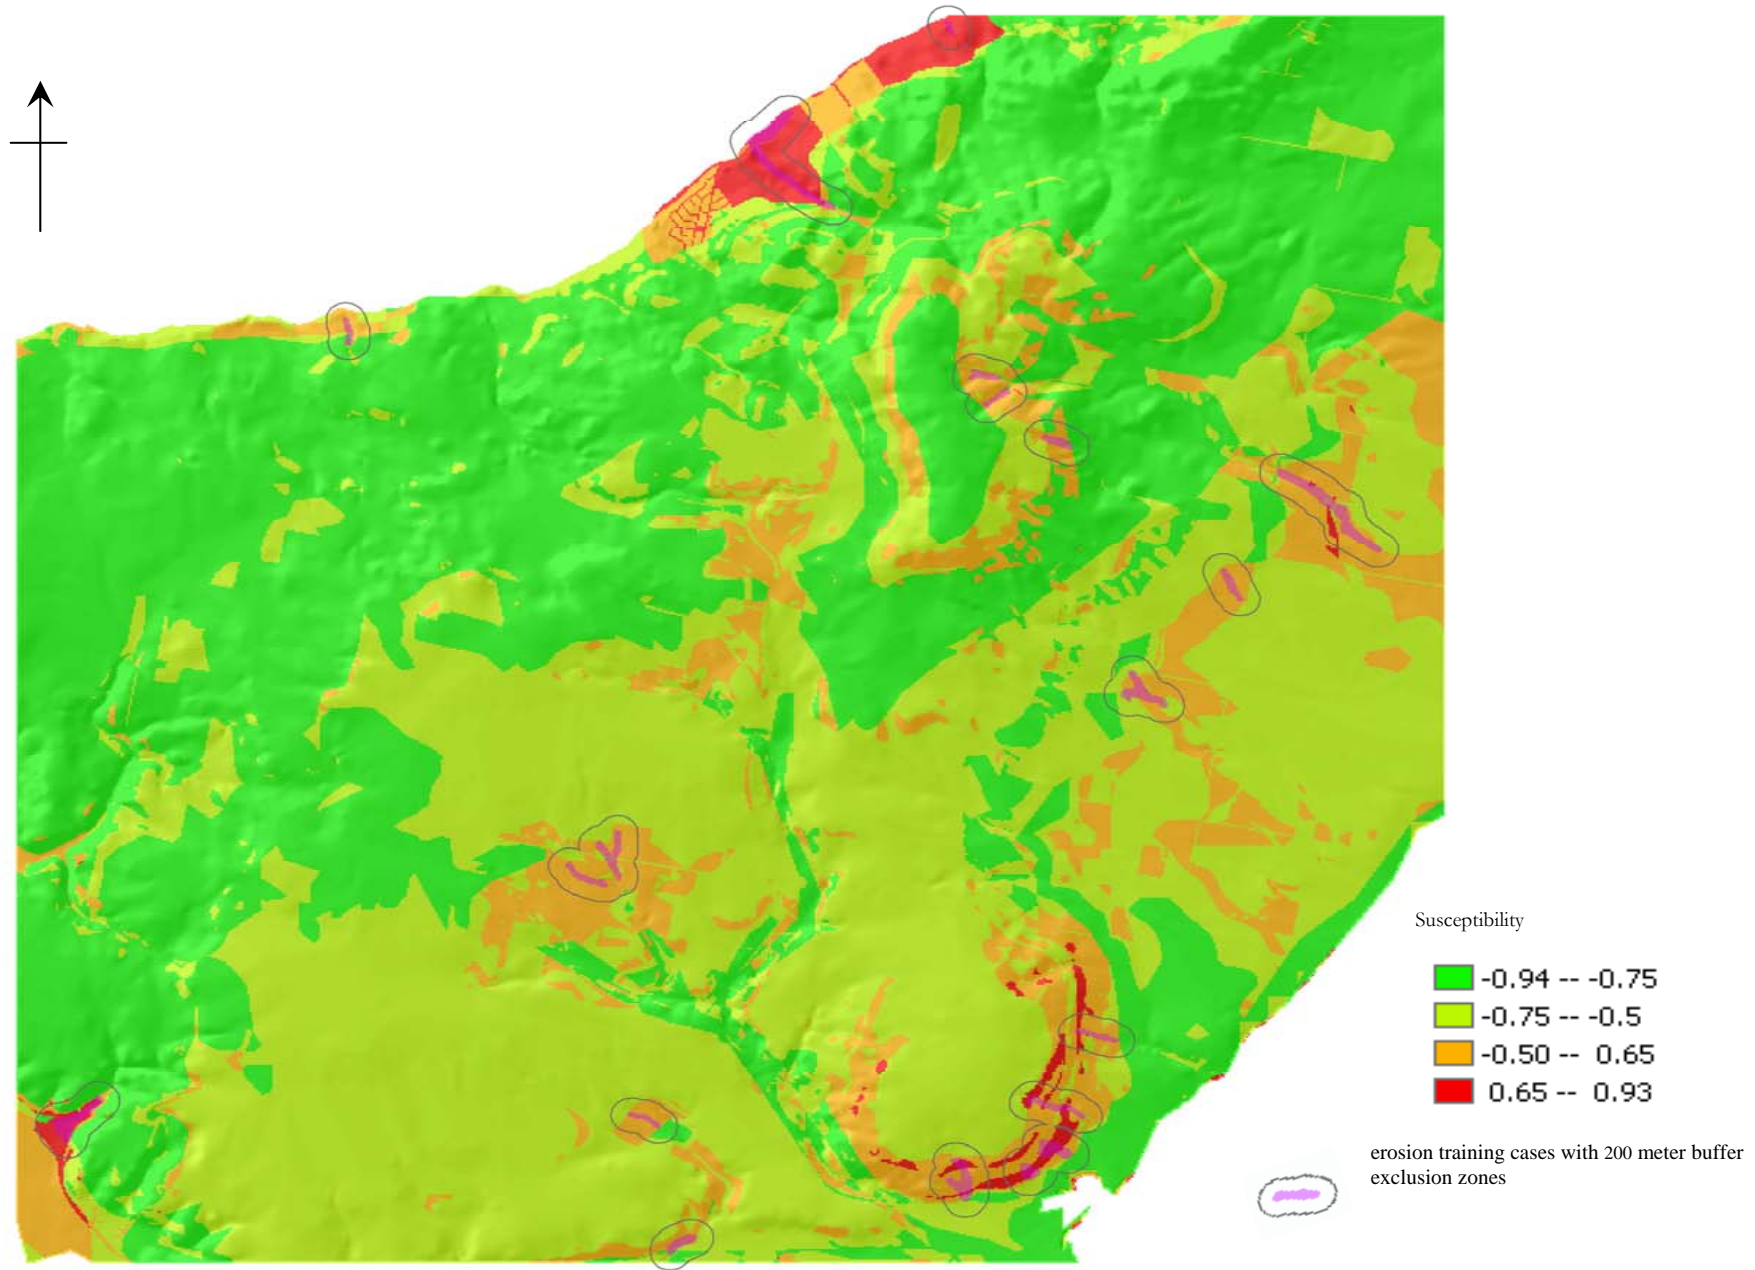 Susceptibility
-0.94 -- -0.75
-0.75 -- -0.5
-0.50 -- 0.65
0.65 -- 0.93
erosion training cases with 200 meter buffer
exclusion zones